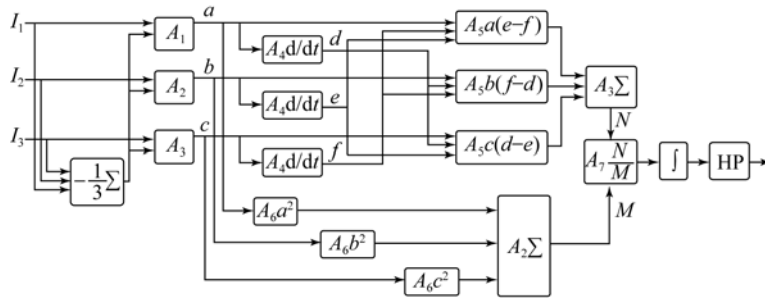 a
I₁
A₁
A₅a(e−f)
d
A₄d/dt
b
I₂
A₂
A₅b(f−d)
A₃Σ
e
A₄d/dt
N
c
I₃
A₃
A₅c(d−e)
f
A₄d/dt
A₇ N/M
∫
HP
−1/3 Σ
M
A₆a²
A₆b²
A₂Σ
A₆c²